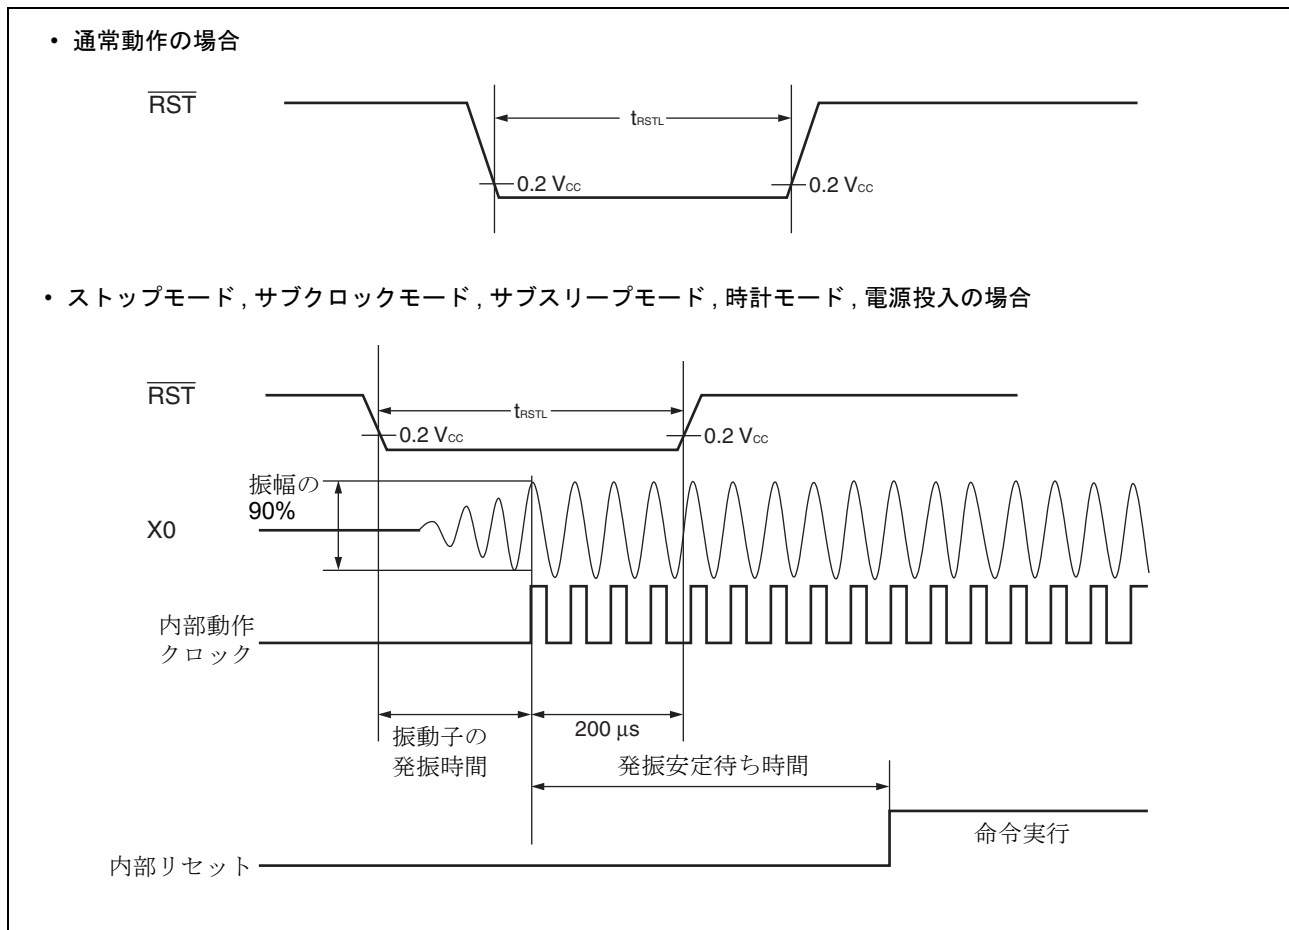 • 通常動作の場合
RST
tRSTL
0.2 VCC
0.2 VCC
• ストップモード , サブクロックモード , サブスリープモード , 時計モード , 電源投入の場合
RST
tRSTL
0.2 VCC
0.2 VCC
振幅の
90%
X0
内部動作
クロック
振動子の
発振時間
200 μs
発振安定待ち時間
命令実行
内部リセット